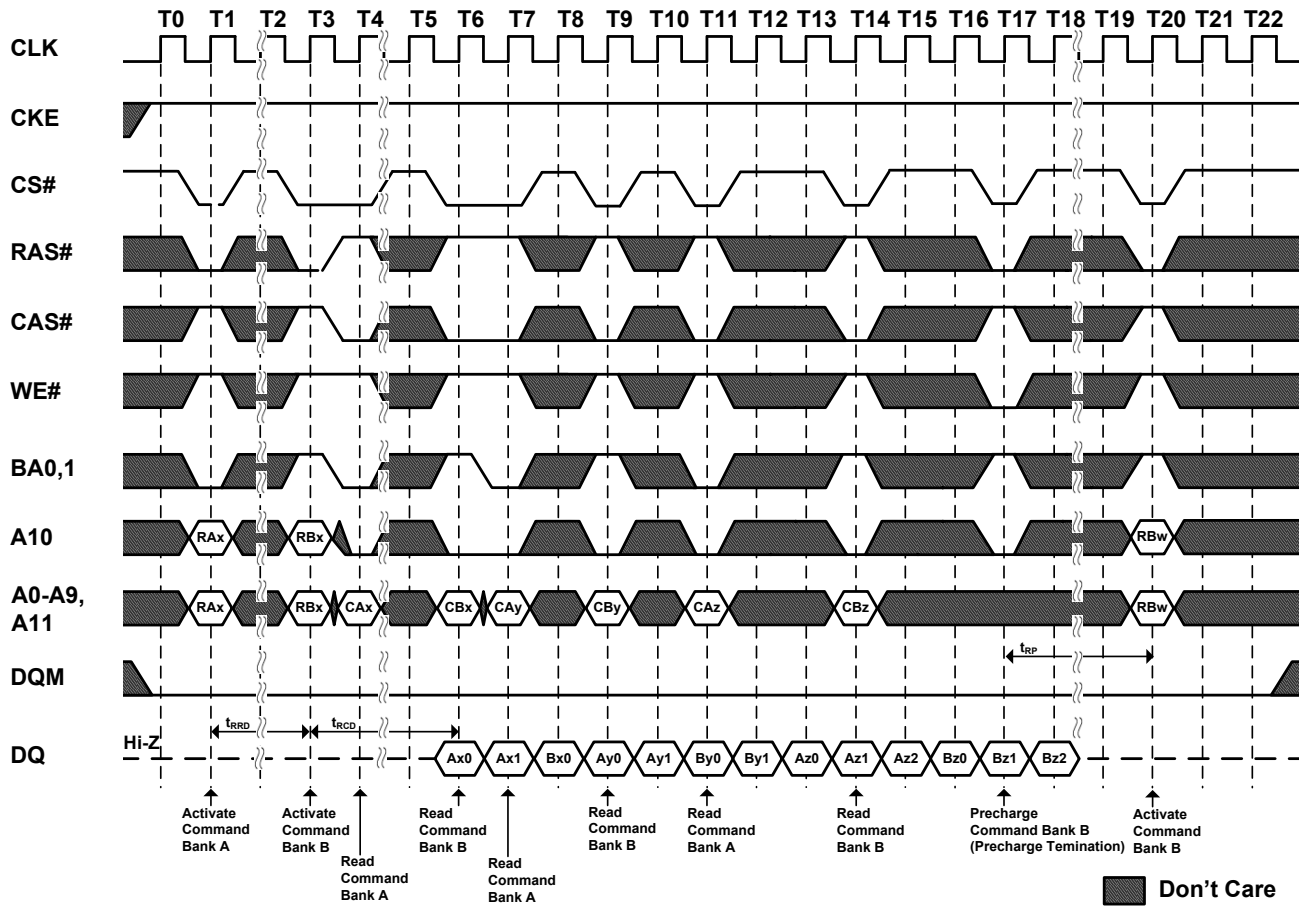 T0 T1 T2 T3 T4 T5 T6 T7 T8 T9 T10 T11 T12 T13 T14 T15 T16 T17 T18 T19 T20 T21 T22
CLK
CKE
CS#
RAS#
CAS#
WE#
BA0,1
A10
RAx RBx RBw
A0-A9,
A11
RAx RBx CAx CBx CAy CBy CAz CBz RBw
tRP
DQM
tRRD tRCD
Hi-Z
DQ
Ax0 Ax1 Bx0 Ay0 Ay1 By0 By1 Az0 Az1 Az2 Bz0 Bz1 Bz2
Activate
Command
Bank A
Activate
Command
Bank B
Read
Command
Bank A
Read
Command
Bank B
Read
Command
Bank A
Read
Command
Bank B
Read
Command
Bank A
Read
Command
Bank B
Precharge
Command Bank B
(Precharge Temination)
Activate
Command
Bank B
Don't Care